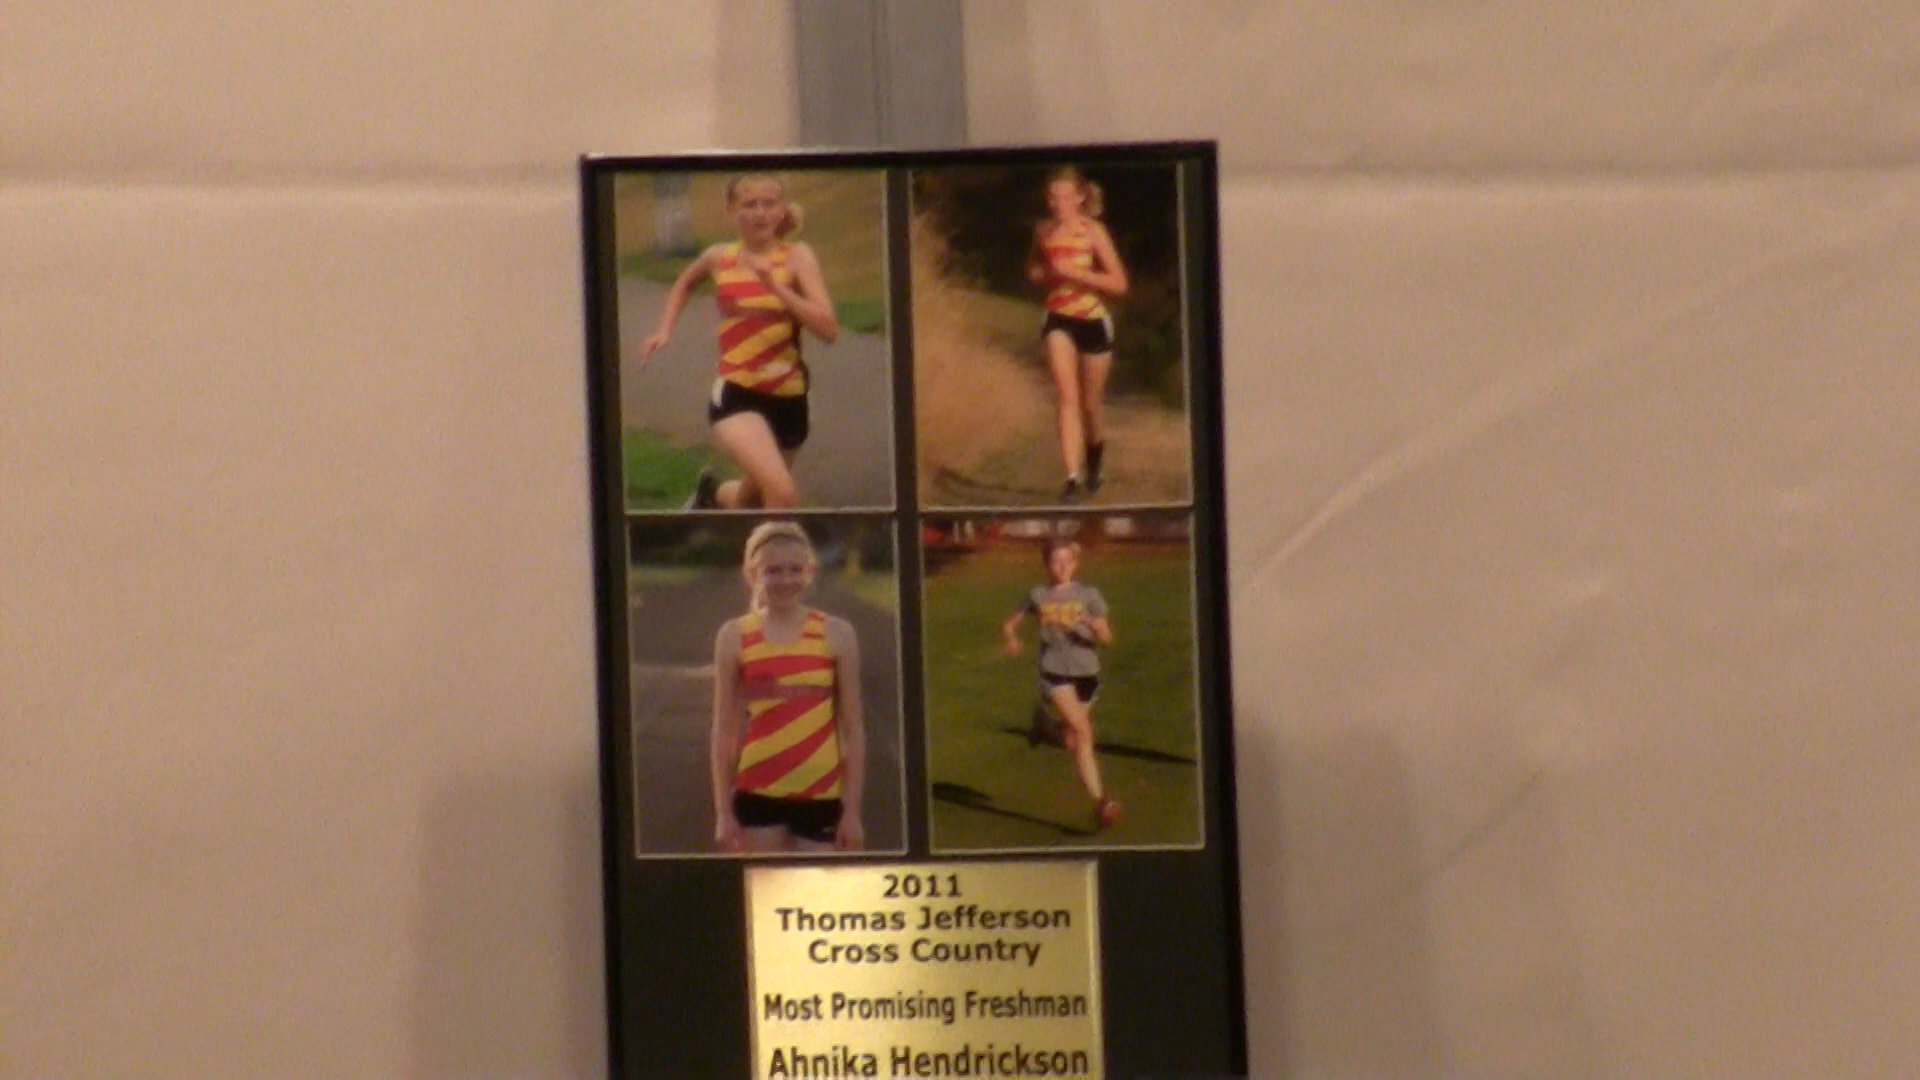 2011
Thomas Jefferson
Cross Country
Most Promising Freshman
Ahnika Hendrickson